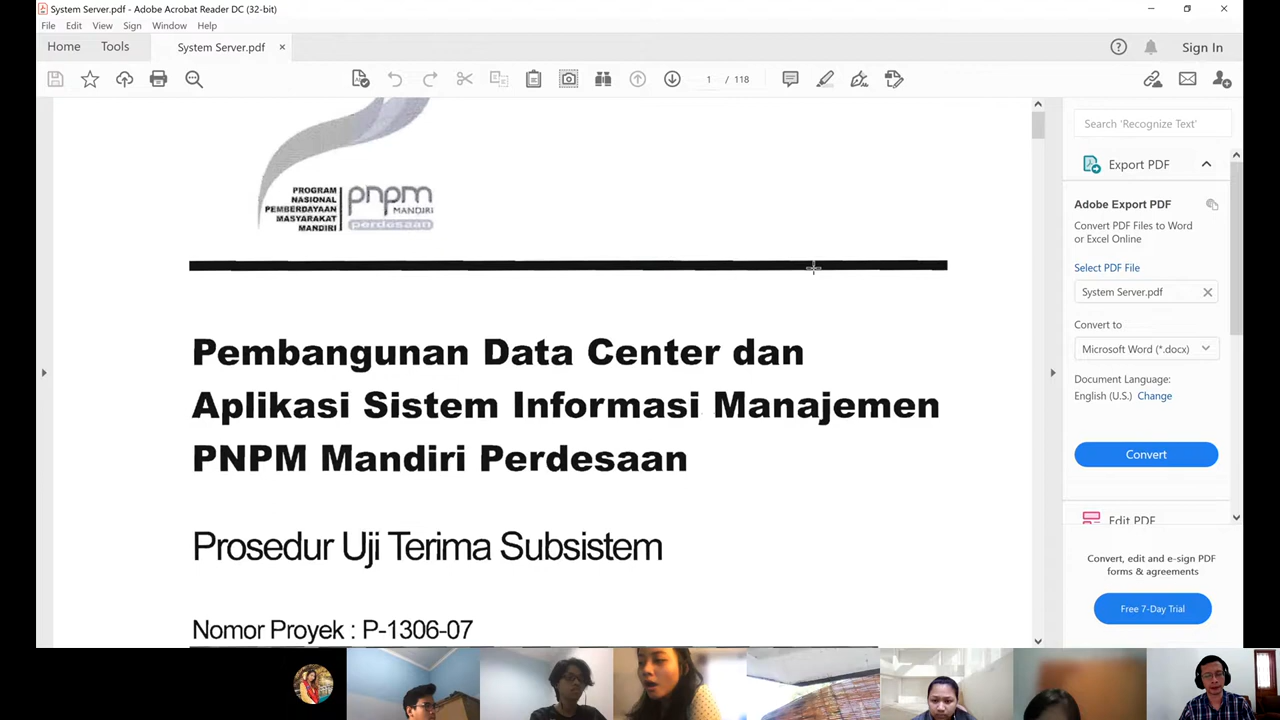 System Server.pdf - Adobe Acrobat Reader DC (32-bit)
File Edit View Sign Window Help
Home Tools System Server.pdf × Sign In
1 / 118
PROGRAM
NASIONAL
PEMBERDAYAAN
MASYARAKAT
MANDIRI
pnpm
MANDIRI
perdesaan
Pembangunan Data Center dan
Aplikasi Sistem Informasi Manajemen
PNPM Mandiri Perdesaan
Prosedur Uji Terima Subsistem
Nomor Proyek : P-1306-07
Search 'Recognize Text'
Export PDF
Adobe Export PDF
Convert PDF Files to Word
or Excel Online
Select PDF File
System Server.pdf
Convert to
Microsoft Word (*.docx)
Document Language:
English (U.S.) Change
Convert
Edit PDF
Convert, edit and e-sign PDF
forms & agreements
Free 7-Day Trial